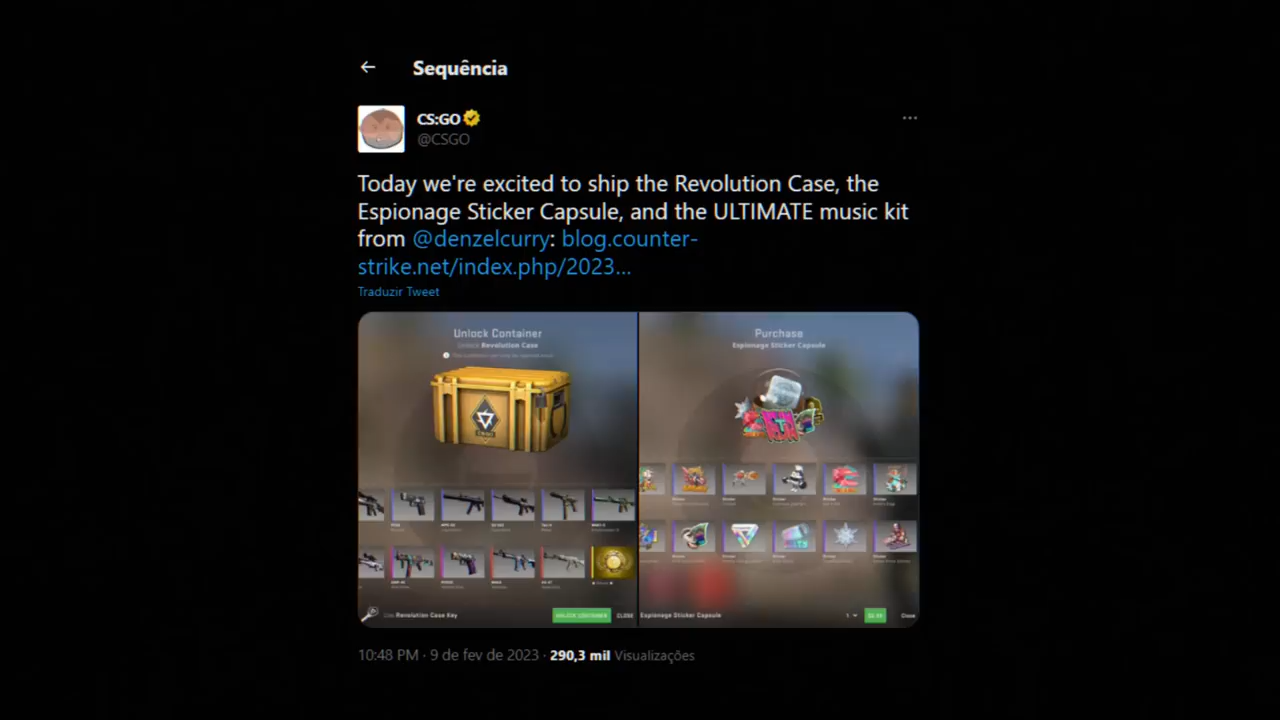 Sequência
CS:GO
@CSGO
Today we're excited to ship the Revolution Case, the
Espionage Sticker Capsule, and the ULTIMATE music kit
from @denzelcurry: blog.counter-
strike.net/index.php/2023...
Traduzir Tweet
Unlock Container
Unlock Revolution Case
Purchase
Espionage Sticker Capsule
Revolution Case Key
UNLOCK CONTAINER
CLOSE
Espionage Sticker Capsule
1
Close
10:48 PM · 9 de fev de 2023 · 290,3 mil Visualizações